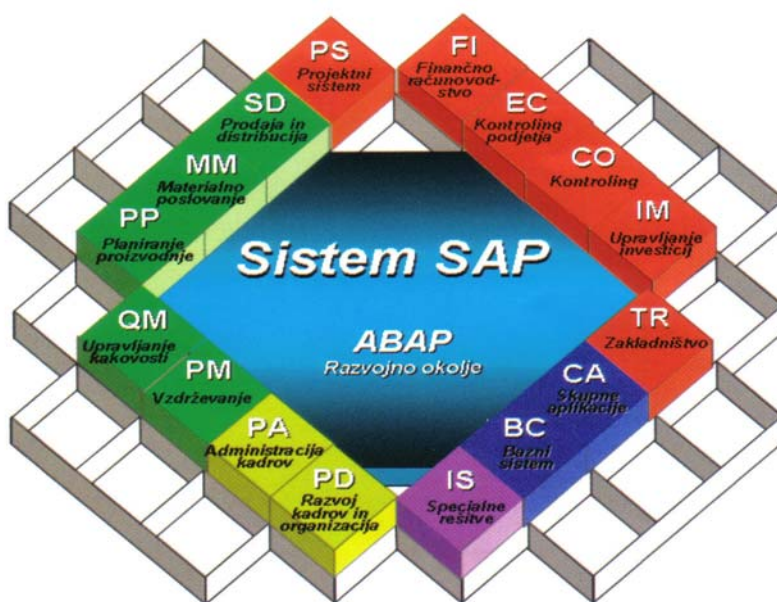 PS
Projektni
sistem
FI
Finančno
računovod-
stvo
SD
Prodaja in
distribucija
EC
Kontroling
podjetja
MM
Materialno
poslovanje
CO
Kontroling
PP
Planiranje
proizvodnje
IM
Upravljanje
investicij
Sistem SAP
ABAP
Razvojno okolje
QM
Upravljanje
kakovosti
TR
Zakladništvo
PM
Vzdrževanje
CA
Skupne
aplikacije
PA
Administracija
kadrov
BC
Bazni
sistem
PD
Razvoj
kadrov in
organizacija
IS
Specialne
rešitve